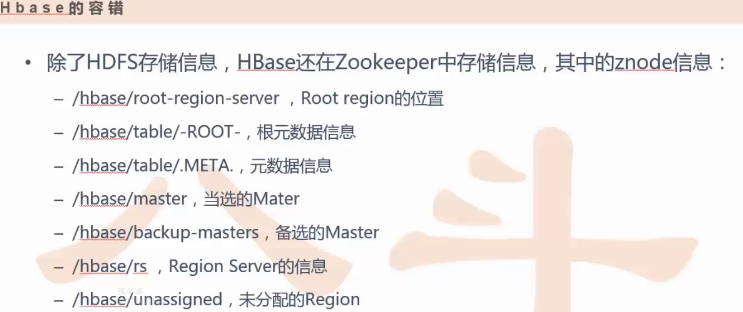 Hbase的容错
• 除了HDFS存储信息，HBase还在Zookeeper中存储信息，其中的znode信息：
– /hbase/root-region-server ，Root region的位置
– /hbase/table/-ROOT-，根元数据信息
– /hbase/table/.META.，元数据信息
– /hbase/master，当选的Mater
– /hbase/backup-masters，备选的Master
– /hbase/rs ，Region Server的信息
– /hbase/unassigned，未分配的Region
八斗